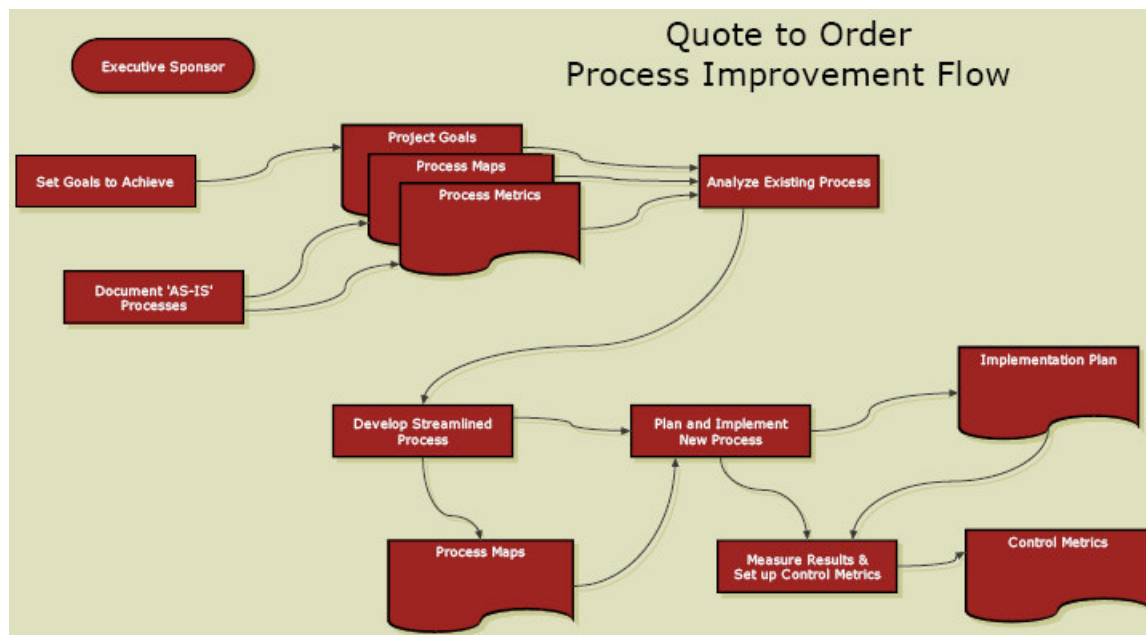 Quote to Order
Process Improvement Flow
Executive Sponsor
Set Goals to Achieve
Project Goals
Process Maps
Process Metrics
Analyze Existing Process
Document 'AS-IS'
Processes
Implementation Plan
Develop Streamlined
Process
Plan and Implement
New Process
Process Maps
Measure Results &
Set up Control Metrics
Control Metrics